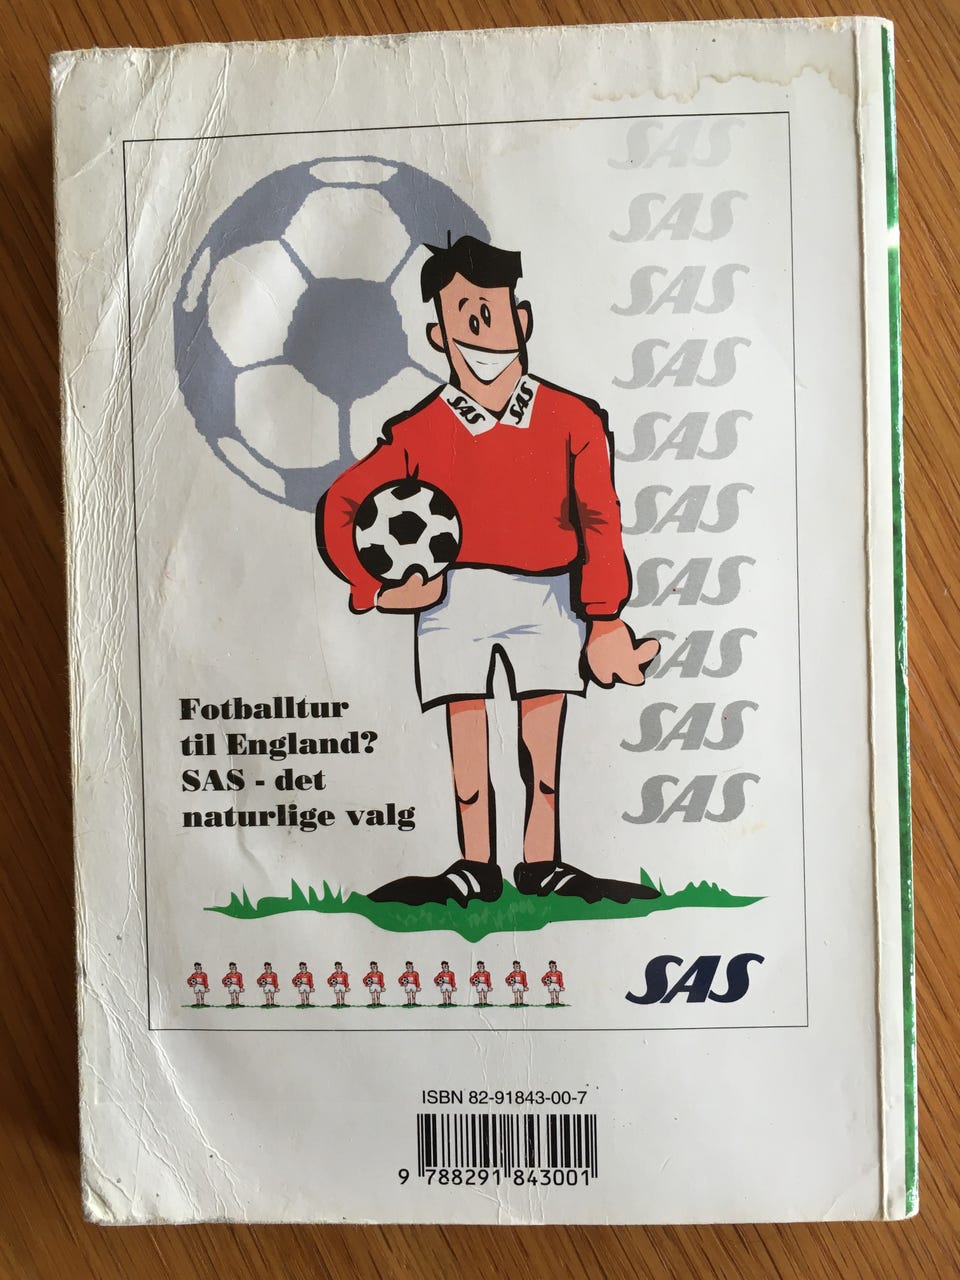 SAS
SAS
SAS
SAS
SAS
SAS
SAS
SAS
SAS
SAS
SAS SAS
Fotballtur
til England?
SAS - det
naturlige valg
SAS
ISBN 82-91843-00-7
9 788291 843001